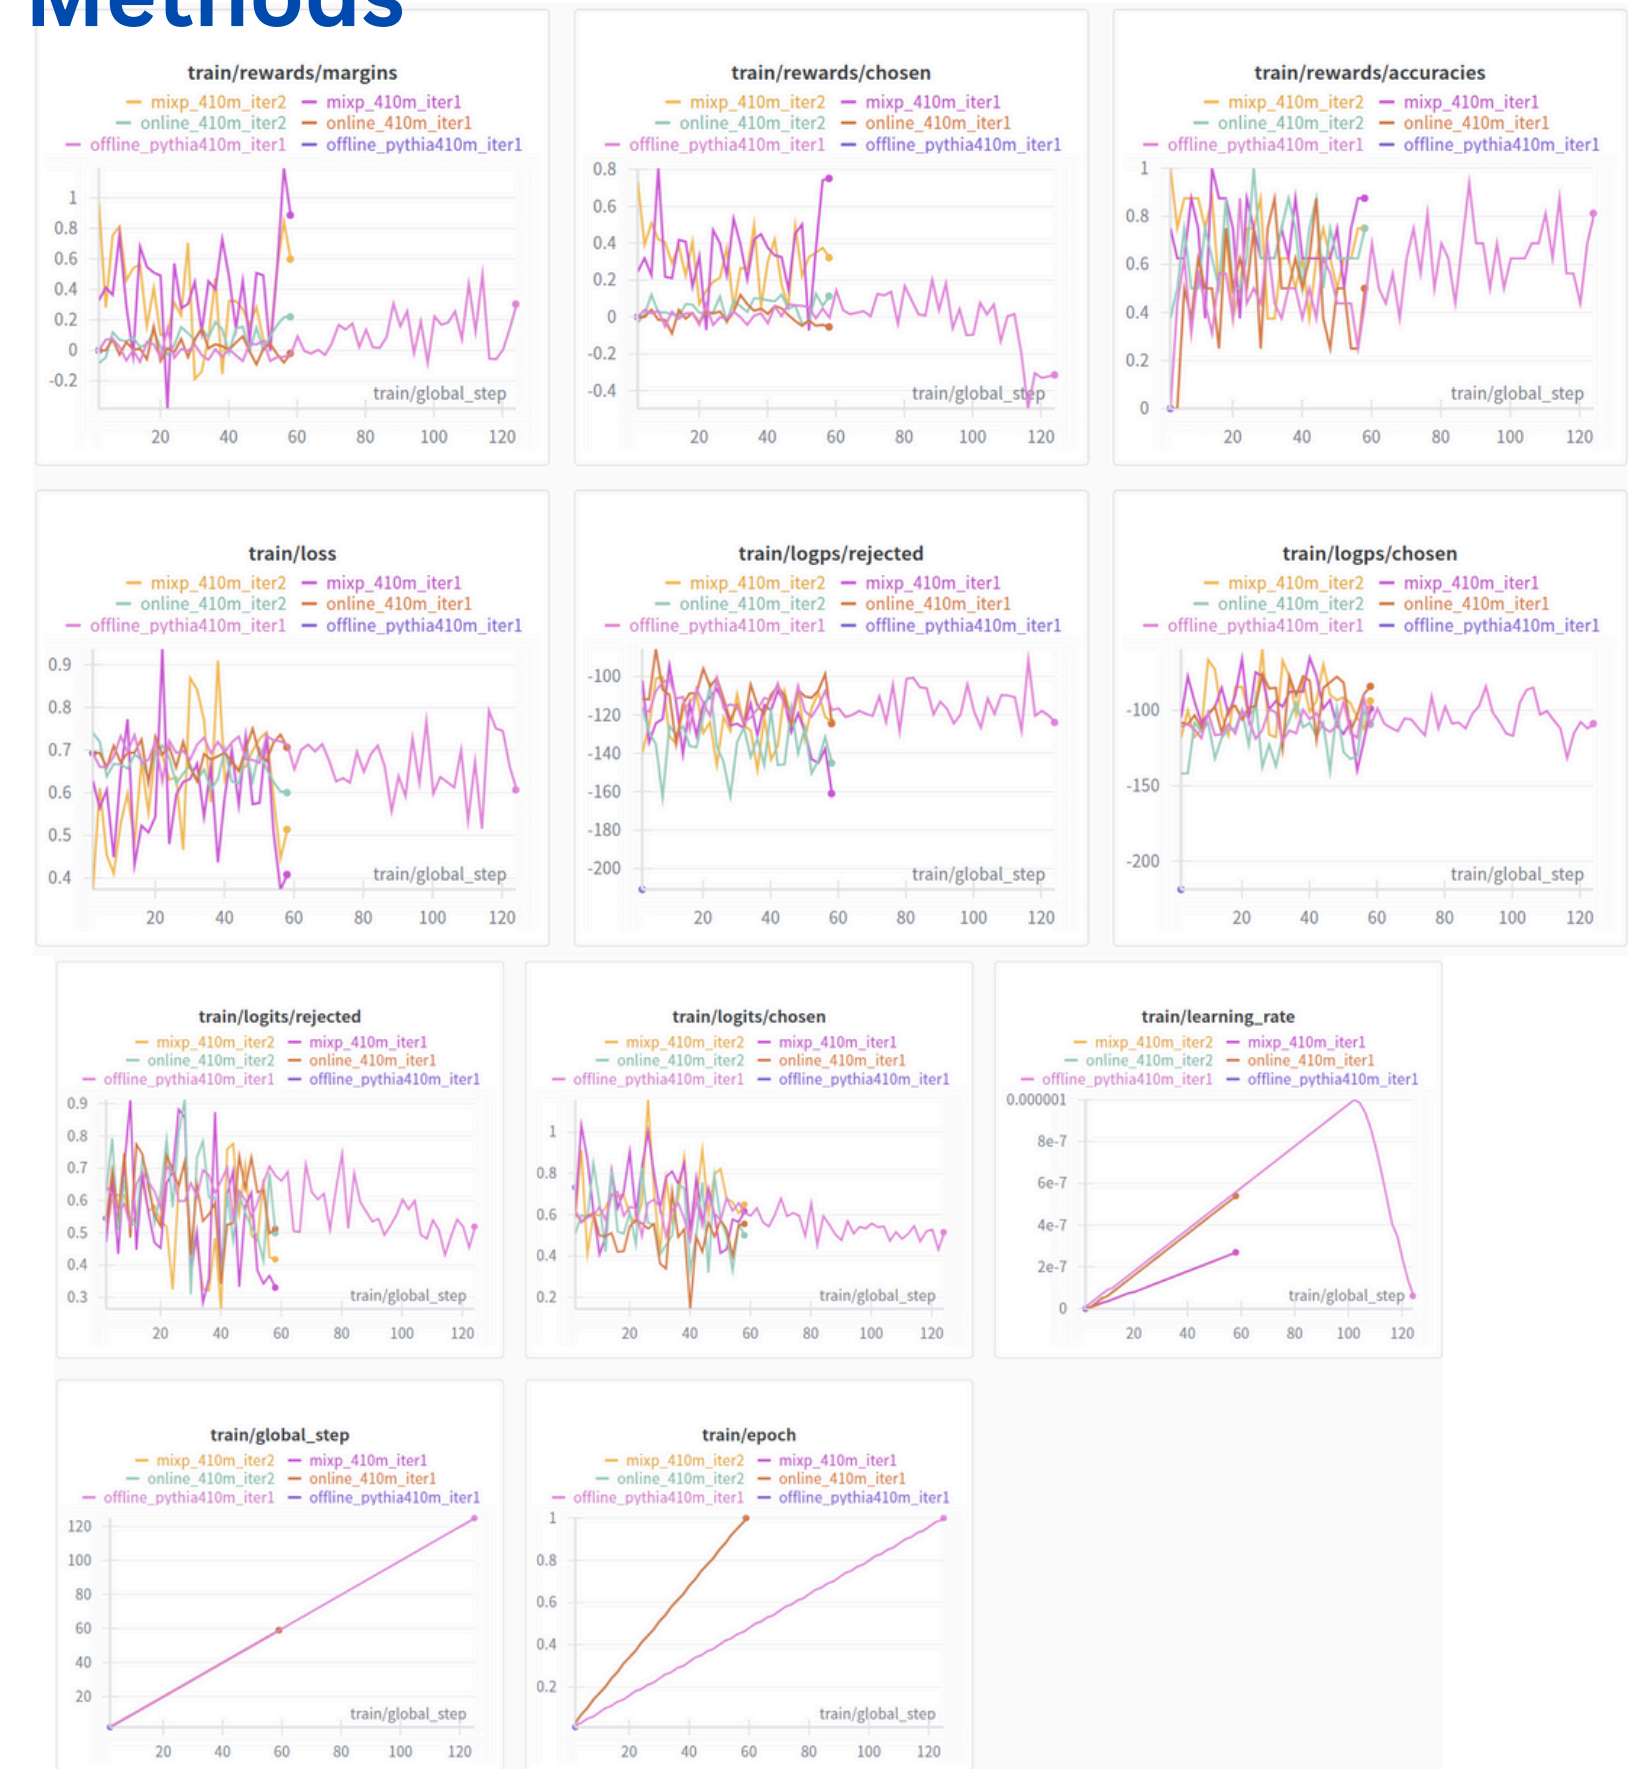 Methods
train/rewards/margins
mixp_410m_iter2 mixp_410m_iter1
online_410m_iter2 online_410m_iter1
offline_pythia410m_iter1 offline_pythia410m_iter1
1
0.8
0.6
0.4
0.2
0
-0.2
train/global_step
20 40 60 80 100 120
train/rewards/chosen
mixp_410m_iter2 mixp_410m_iter1
online_410m_iter2 online_410m_iter1
offline_pythia410m_iter1 offline_pythia410m_iter1
0.8
0.6
0.4
0.2
0
-0.2
-0.4
train/global_step
20 40 60 80 100 120
train/rewards/accuracies
mixp_410m_iter2 mixp_410m_iter1
online_410m_iter2 online_410m_iter1
offline_pythia410m_iter1 offline_pythia410m_iter1
1
0.8
0.6
0.4
0.2
0
train/global_step
20 40 60 80 100 120
train/loss
mixp_410m_iter2 mixp_410m_iter1
online_410m_iter2 online_410m_iter1
offline_pythia410m_iter1 offline_pythia410m_iter1
0.9
0.8
0.7
0.6
0.5
0.4
train/global_step
20 40 60 80 100 120
train/logps/rejected
mixp_410m_iter2 mixp_410m_iter1
online_410m_iter2 online_410m_iter1
offline_pythia410m_iter1 offline_pythia410m_iter1
-100
-120
-140
-160
-180
-200
train/global_step
20 40 60 80 100 120
train/logps/chosen
mixp_410m_iter2 mixp_410m_iter1
online_410m_iter2 online_410m_iter1
offline_pythia410m_iter1 offline_pythia410m_iter1
-100
-150
-200
train/global_step
20 40 60 80 100 120
train/logits/rejected
mixp_410m_iter2 mixp_410m_iter1
online_410m_iter2 online_410m_iter1
offline_pythia410m_iter1 offline_pythia410m_iter1
0.9
0.8
0.7
0.6
0.5
0.4
0.3
train/global_step
20 40 60 80 100 120
train/logits/chosen
mixp_410m_iter2 mixp_410m_iter1
online_410m_iter2 online_410m_iter1
offline_pythia410m_iter1 offline_pythia410m_iter1
1
0.8
0.6
0.4
0.2
train/global_step
20 40 60 80 100 120
train/learning_rate
mixp_410m_iter2 mixp_410m_iter1
online_410m_iter2 online_410m_iter1
offline_pythia410m_iter1 offline_pythia410m_iter1
0.000001
8e-7
6e-7
4e-7
2e-7
0
train/global_step
20 40 60 80 100 120
train/global_step
mixp_410m_iter2 mixp_410m_iter1
online_410m_iter2 online_410m_iter1
offline_pythia410m_iter1 offline_pythia410m_iter1
120
100
80
60
40
20
train/global_step
20 40 60 80 100 120
train/epoch
mixp_410m_iter2 mixp_410m_iter1
online_410m_iter2 online_410m_iter1
offline_pythia410m_iter1 offline_pythia410m_iter1
1
0.8
0.6
0.4
0.2
train/global_step
20 40 60 80 100 120